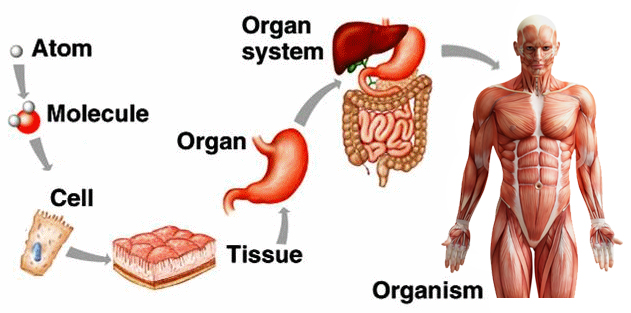 Atom
Molecule
Cell
Tissue
Organ
Organ
system
Organism